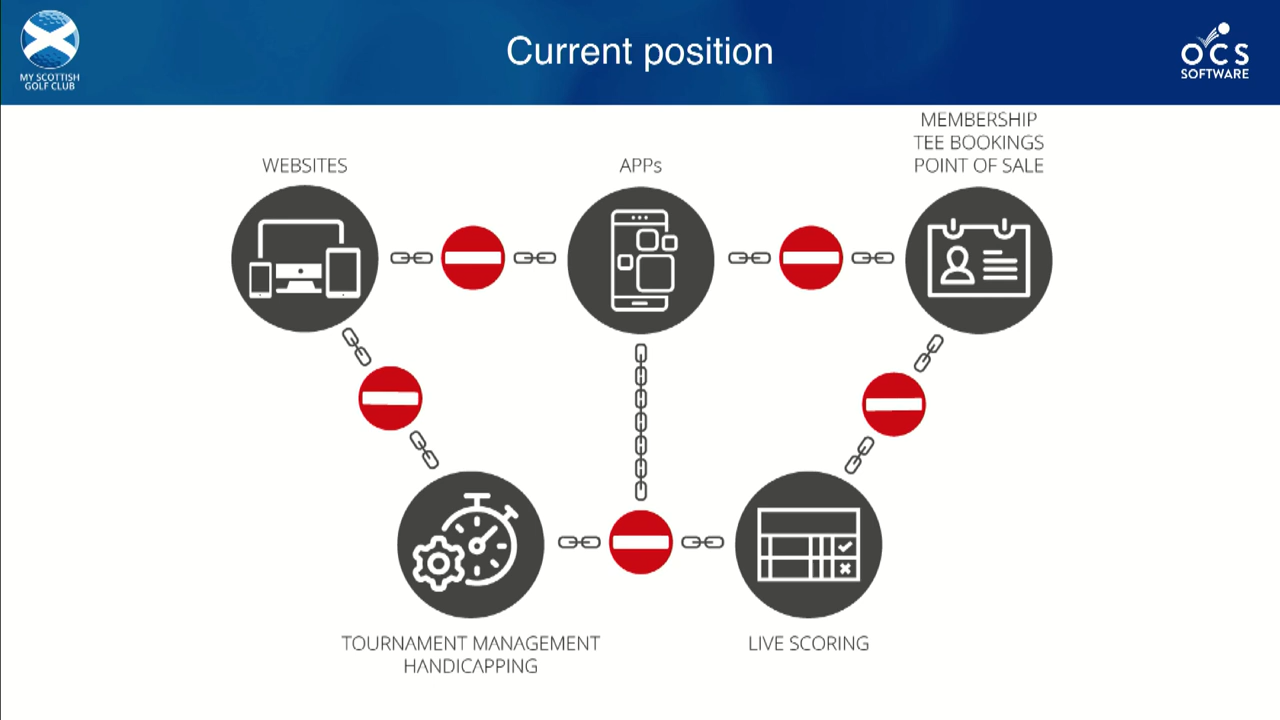 Current position
MY SCOTTISH
GOLF CLUB
OCS
SOFTWARE
WEBSITES
APPs
MEMBERSHIP
TEE BOOKINGS
POINT OF SALE
TOURNAMENT MANAGEMENT
HANDICAPPING
LIVE SCORING